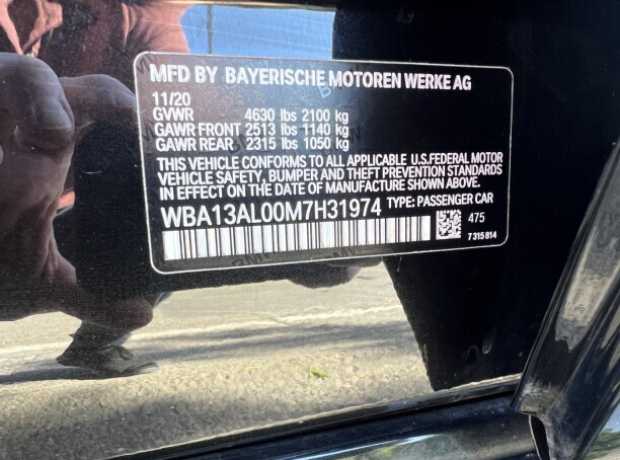 MFD BY BAYERISCHE MOTOREN WERKE AG
11/20
GVWR 4630 lbs 2100 kg
GAWR FRONT 2513 lbs 1140 kg
GAWR REAR 2315 lbs 1050 kg
THIS VEHICLE CONFORMS TO ALL APPLICABLE U.S.FEDERAL MOTOR
VEHICLE SAFETY, BUMPER AND THEFT PREVENTION STANDARDS
IN EFFECT ON THE DATE OF MANUFACTURE SHOWN ABOVE.
WBA13AL00M7H31974 TYPE: PASSENGER CAR
475
7 315 814